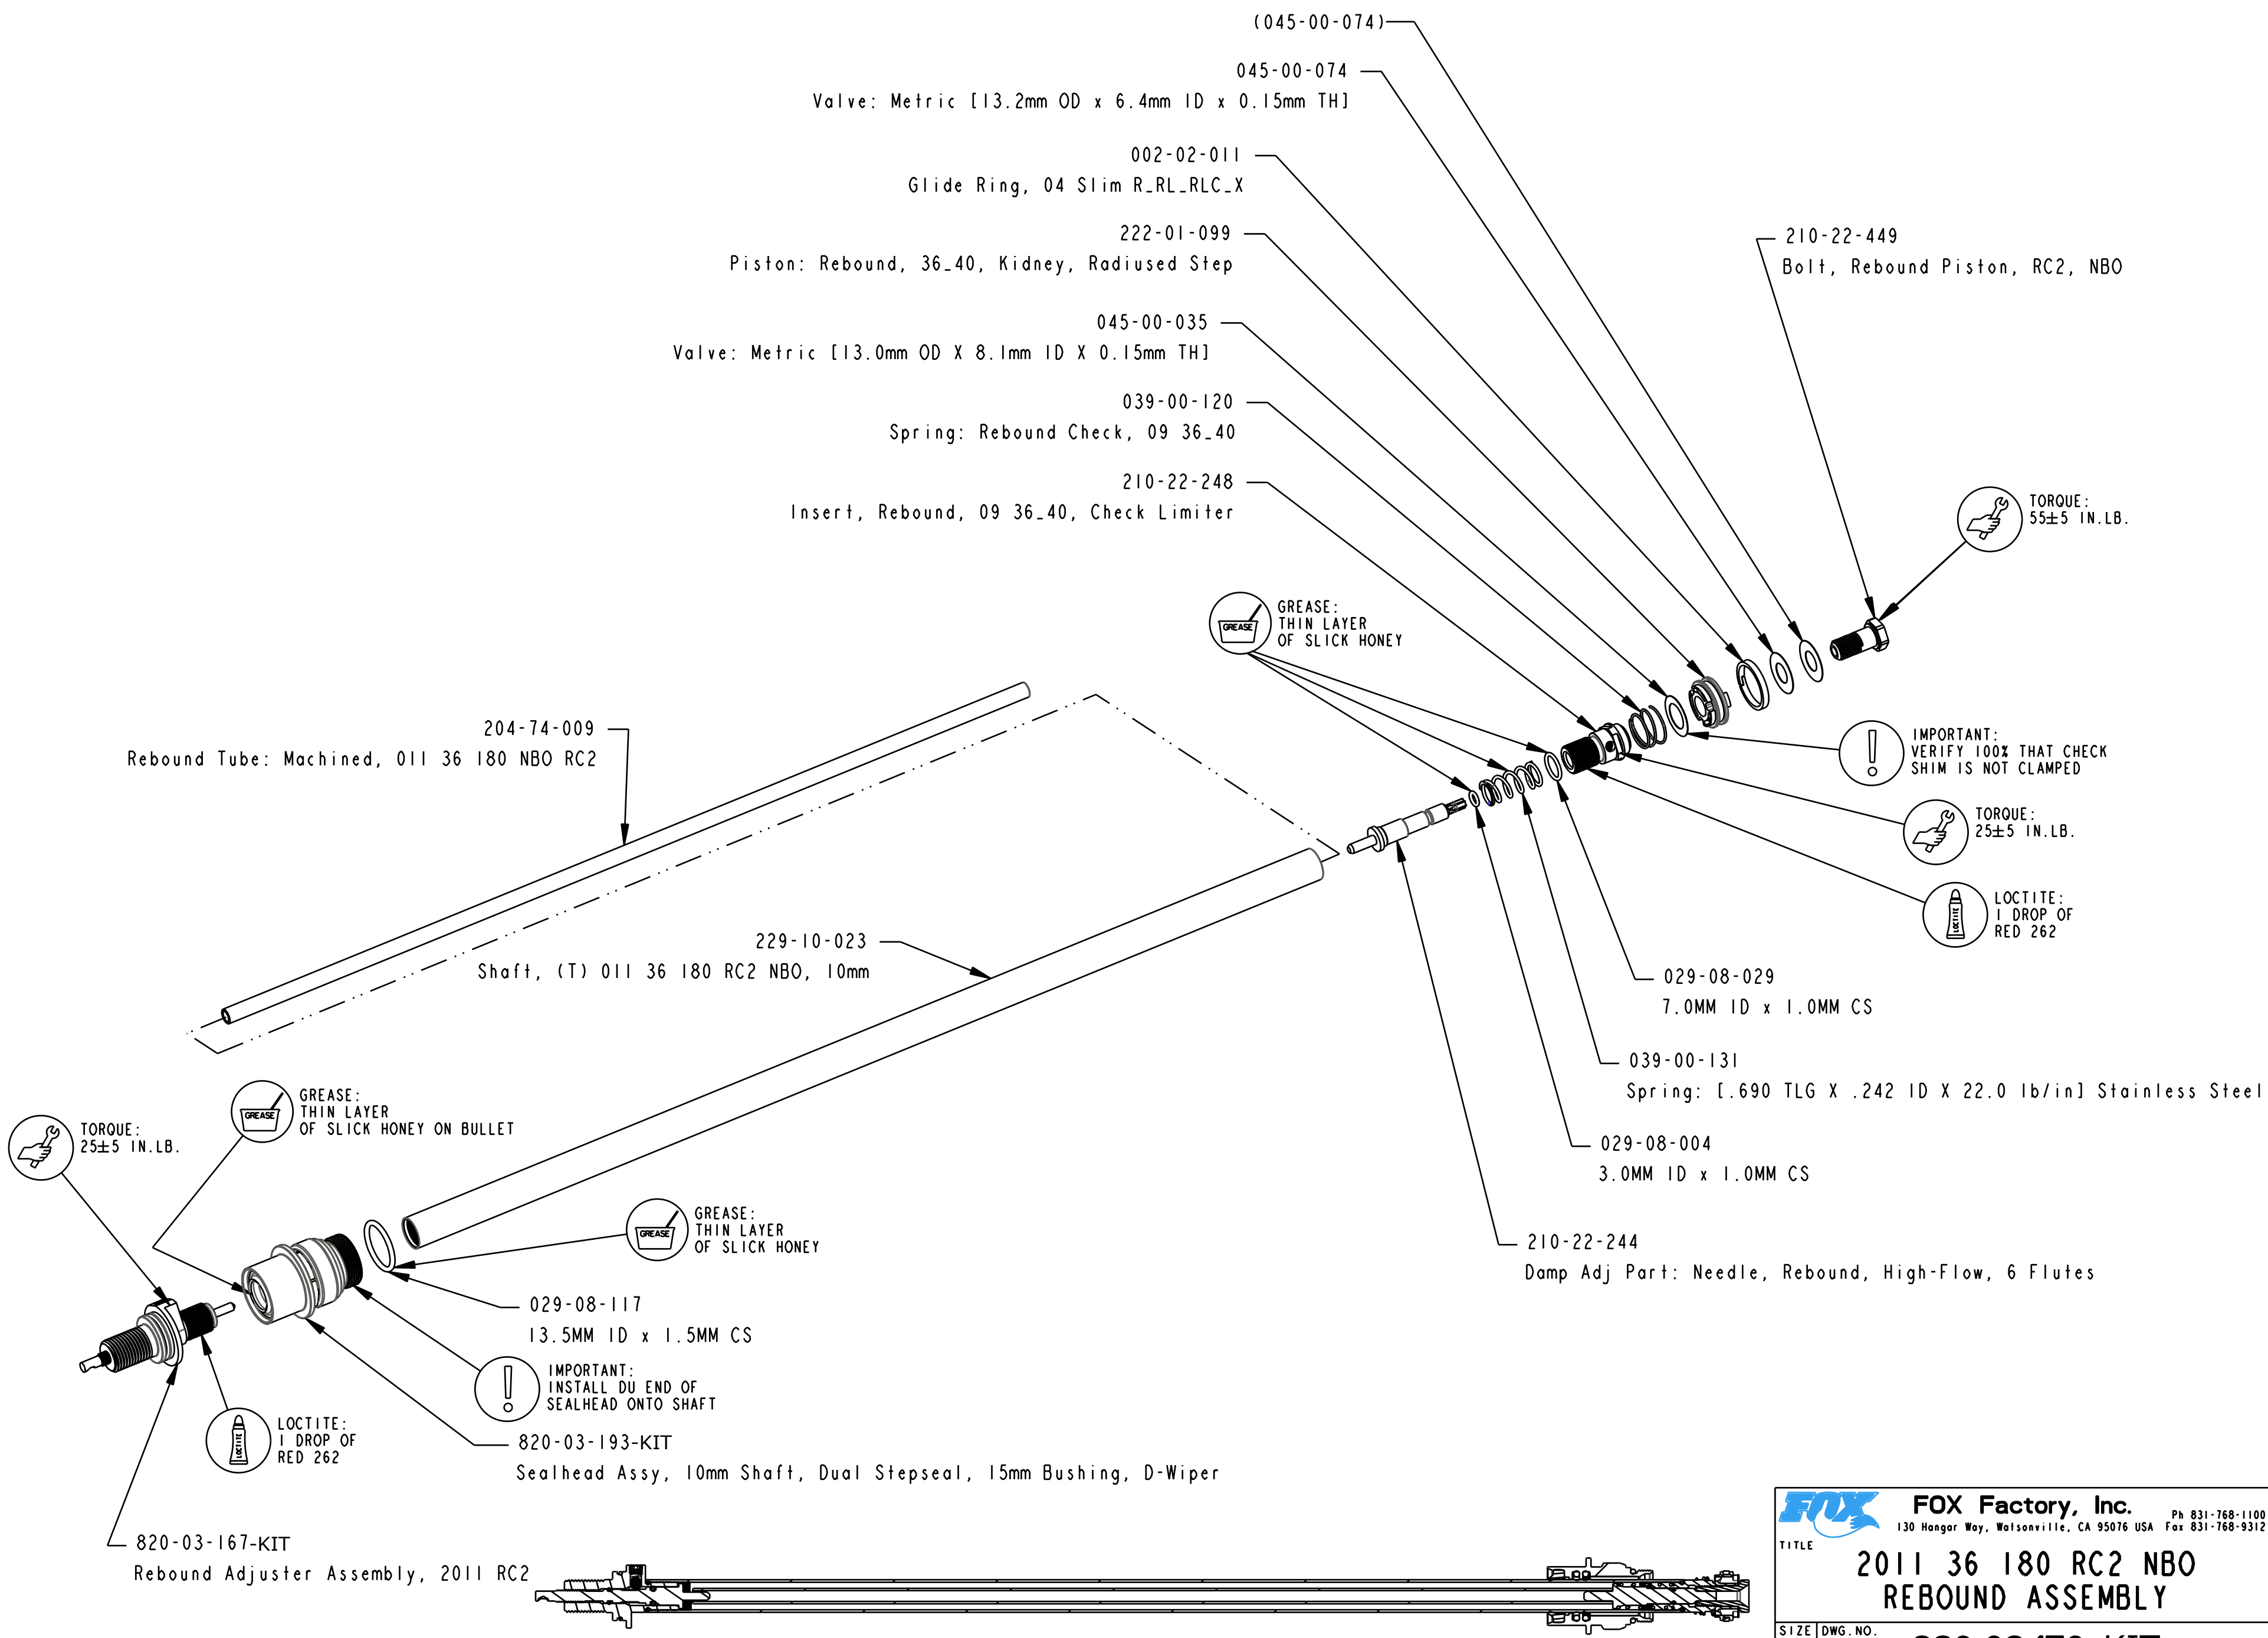 (045-00-074)
045-00-074
Valve: Metric [13.2mm OD x 6.4mm ID x 0.15mm TH]
002-02-011
Glide Ring, 04 Slim R_RL_RLC_X
222-01-099
Piston: Rebound, 36_40, Kidney, Radiused Step
210-22-449
Bolt, Rebound Piston, RC2, NBO
045-00-035
Valve: Metric [13.0mm OD X 8.1mm ID X 0.15mm TH]
039-00-120
Spring: Rebound Check, 09 36_40
210-22-248
Insert, Rebound, 09 36_40, Check Limiter
TORQUE:
55±5 IN.LB.
GREASE
GREASE:
THIN LAYER
OF SLICK HONEY
204-74-009
Rebound Tube: Machined, 011 36 180 NBO RC2
IMPORTANT:
VERIFY 100% THAT CHECK
SHIM IS NOT CLAMPED
TORQUE:
25±5 IN.LB.
LOCTITE
LOCTITE:
1 DROP OF
RED 262
229-10-023
Shaft, (T) 011 36 180 RC2 NBO, 10mm
029-08-029
7.0MM ID x 1.0MM CS
039-00-131
Spring: [.690 TLG X .242 ID X 22.0 lb/in] Stainless Steel
029-08-004
3.0MM ID x 1.0MM CS
210-22-244
Damp Adj Part: Needle, Rebound, High-Flow, 6 Flutes
GREASE
GREASE:
THIN LAYER
OF SLICK HONEY ON BULLET
TORQUE:
25±5 IN.LB.
GREASE
GREASE:
THIN LAYER
OF SLICK HONEY
029-08-117
13.5MM ID x 1.5MM CS
IMPORTANT:
INSTALL DU END OF
SEALHEAD ONTO SHAFT
LOCTITE
LOCTITE:
1 DROP OF
RED 262
820-03-193-KIT
Sealhead Assy, 10mm Shaft, Dual Stepseal, 15mm Bushing, D-Wiper
820-03-167-KIT
Rebound Adjuster Assembly, 2011 RC2
FOX
FOX Factory, Inc.
Ph 831-768-1100
130 Hangar Way, Watsonville, CA 95076 USA Fax 831-768-9312
TITLE
2011 36 180 RC2 NBO
REBOUND ASSEMBLY
SIZE DWG.NO.